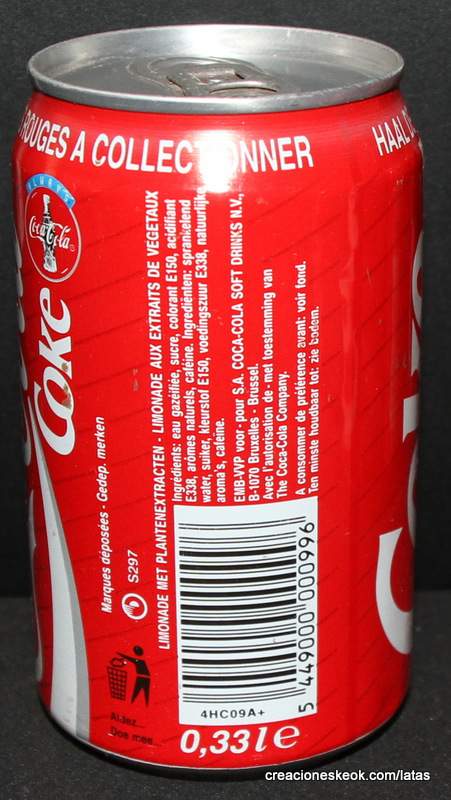 ROUGES A COLLECTIONNER
HAAL
ALWAYS
Coca-Cola
Coke
Marques déposées - Gedep. merken
S297
LIMONADE MET PLANTENEXTRACTEN - LIMONADE AUX EXTRAITS DE VEGETAUX
Ingrédients: eau gazéifiée, sucre, colorant E150, acidifiant
E338, arômes naturels, caféine. Ingrediënten: sprankelend
water, suiker, kleurstof E150, voedingszuur E338, natuurlijke
aroma's, cafeïne.
EMB-VVP voor - pour S.A. COCA-COLA SOFT DRINKS N.V.,
B-1070 Bruxelles - Brussel.
Avec l'autorisation de - met toestemming van
The Coca-Cola Company.
A consommer de préférence avant: voir fond.
Ten minste houdbaar tot: zie bodem.
5 449000 000996
4HC09A+
0,33 l e
creacioneskeok.com/latas